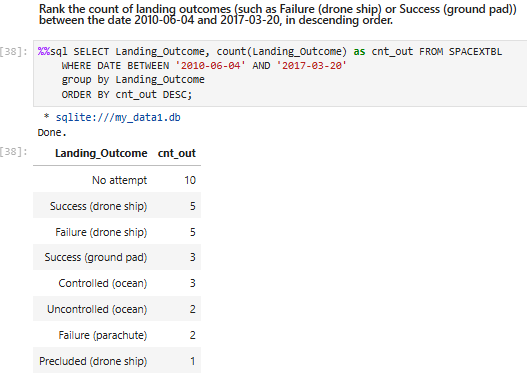 Rank the count of landing outcomes (such as Failure (drone ship) or Success (ground pad))
between the date 2010-06-04 and 2017-03-20, in descending order.
[38]: %%sql SELECT Landing_Outcome, count(Landing_Outcome) as cnt_out FROM SPACEXTBL
WHERE DATE BETWEEN '2010-06-04' AND '2017-03-20'
group by Landing_Outcome
ORDER BY cnt_out DESC;
* sqlite:///my_data1.db
Done.
[38]: Landing_Outcome cnt_out
No attempt 10
Success (drone ship) 5
Failure (drone ship) 5
Success (ground pad) 3
Controlled (ocean) 3
Uncontrolled (ocean) 2
Failure (parachute) 2
Precluded (drone ship) 1